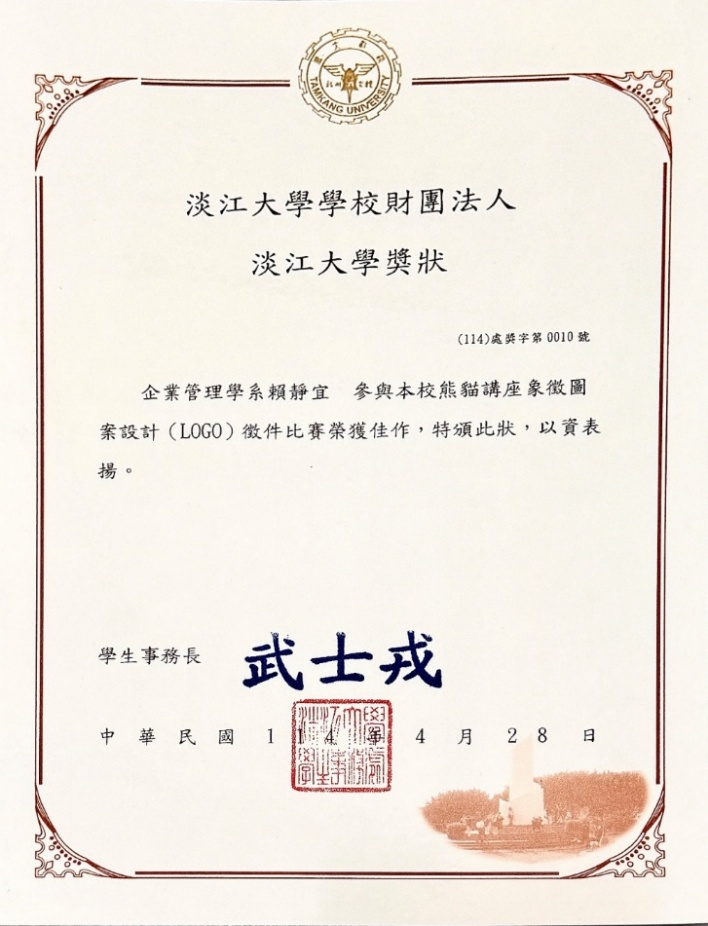 TAMKANG UNIVERSITY
淡江大學學校財團法人
淡江大學獎狀
(114)處獎字第0010號
企業管理學系賴靜宜　參與本校熊貓講座象徵圖
案設計（LOGO）徵件比賽榮獲佳作，特頒此狀，以資表
揚。
學生事務長 武士戎
中華民國114年4月28日